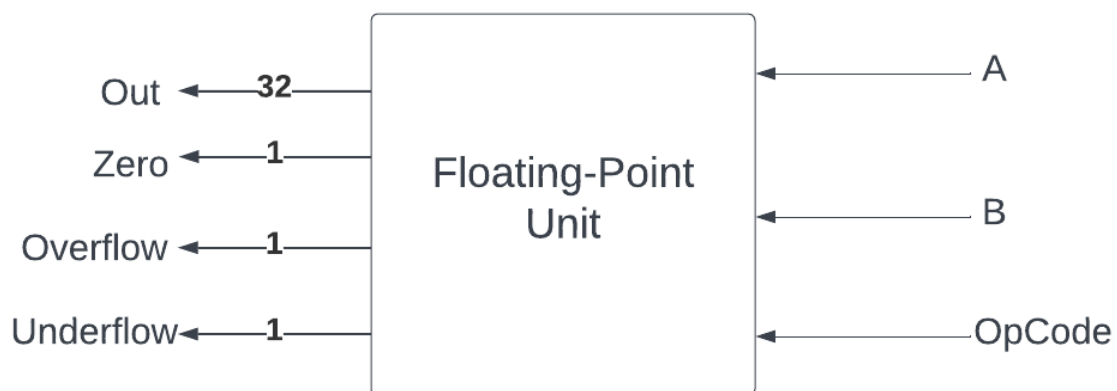 Out
32
Zero
1
Overflow
1
Underflow
1
Floating-Point
Unit
A
B
OpCode